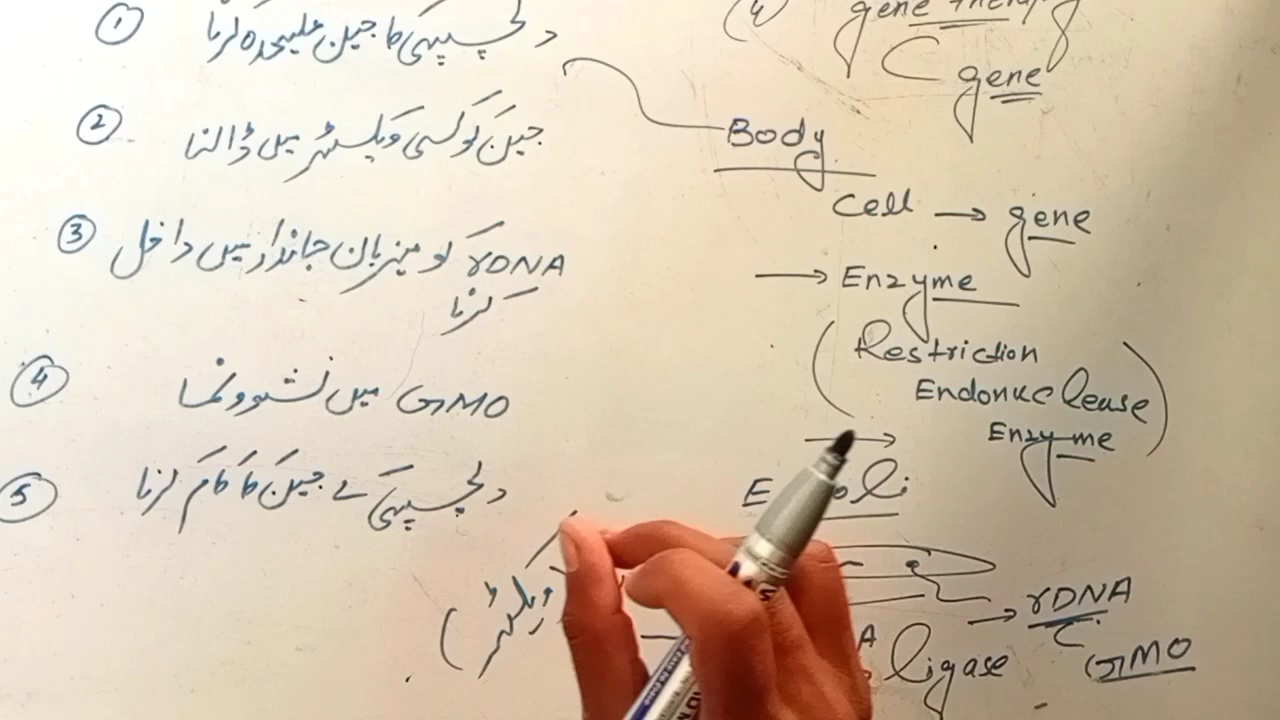 ① دلچسپی کا جین علیحدہ کرنا
② جین کو کسی ویکٹر میں ڈالنا
③ rDNA کو میزبان جاندار میں داخل
کرنا
④ GMO میں نشوونما
⑤ دلچسپی کے جین کا کام کرنا
(ویکٹر
gene therapy
gene
Body
Cell → gene
→ Enzyme
(Restriction
Endonuclease
Enzyme)
→
→ rDNA
ligase
GMO